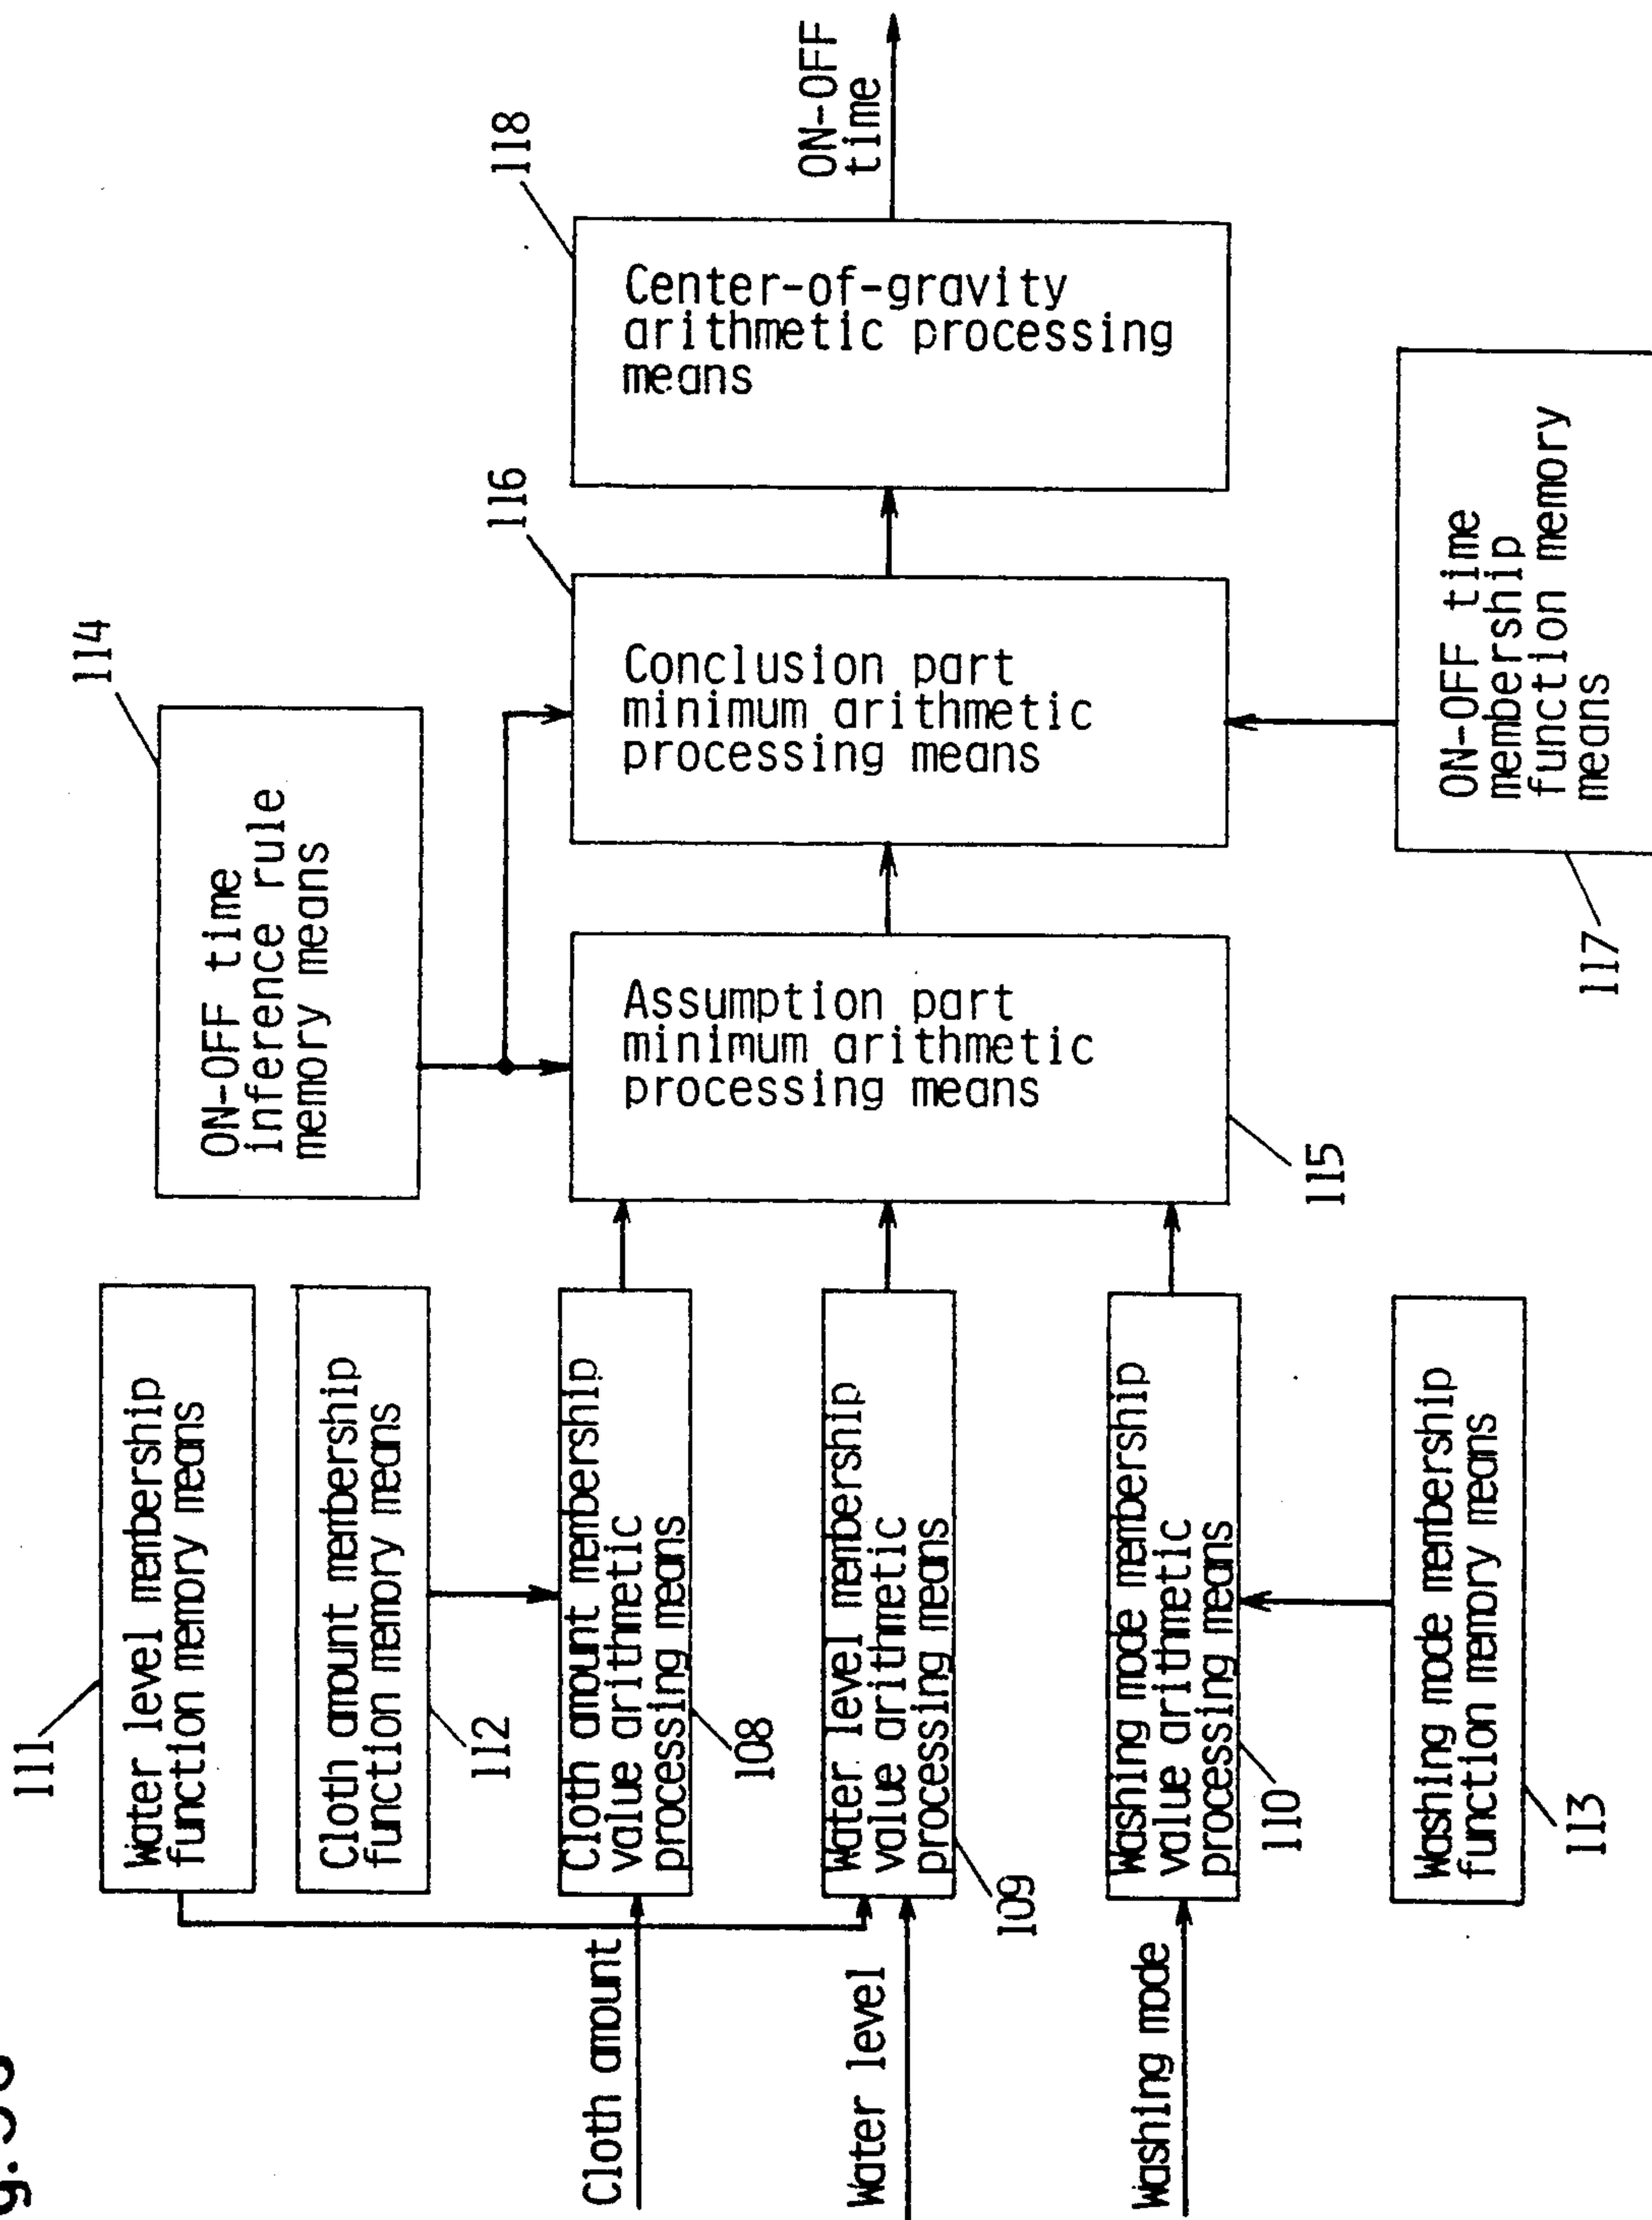 111
Water level membership
function memory means
Cloth amount membership
function memory means
112
Cloth amount
Cloth amount membership
value arithmetic
processing means
108
Water level
Water level membership
value arithmetic
processing means
109
Washing mode
Washing mode membership
value arithmetic
processing means
110
Washing mode membership
function memory means
113
114
ON-OFF time
inference rule
memory means
Assumption part
minimum arithmetic
processing means
115
116
Conclusion part
minimum arithmetic
processing means
ON-OFF time
membership
function memory
means
117
118
Center-of-gravity
arithmetic processing
means
ON-OFF
time